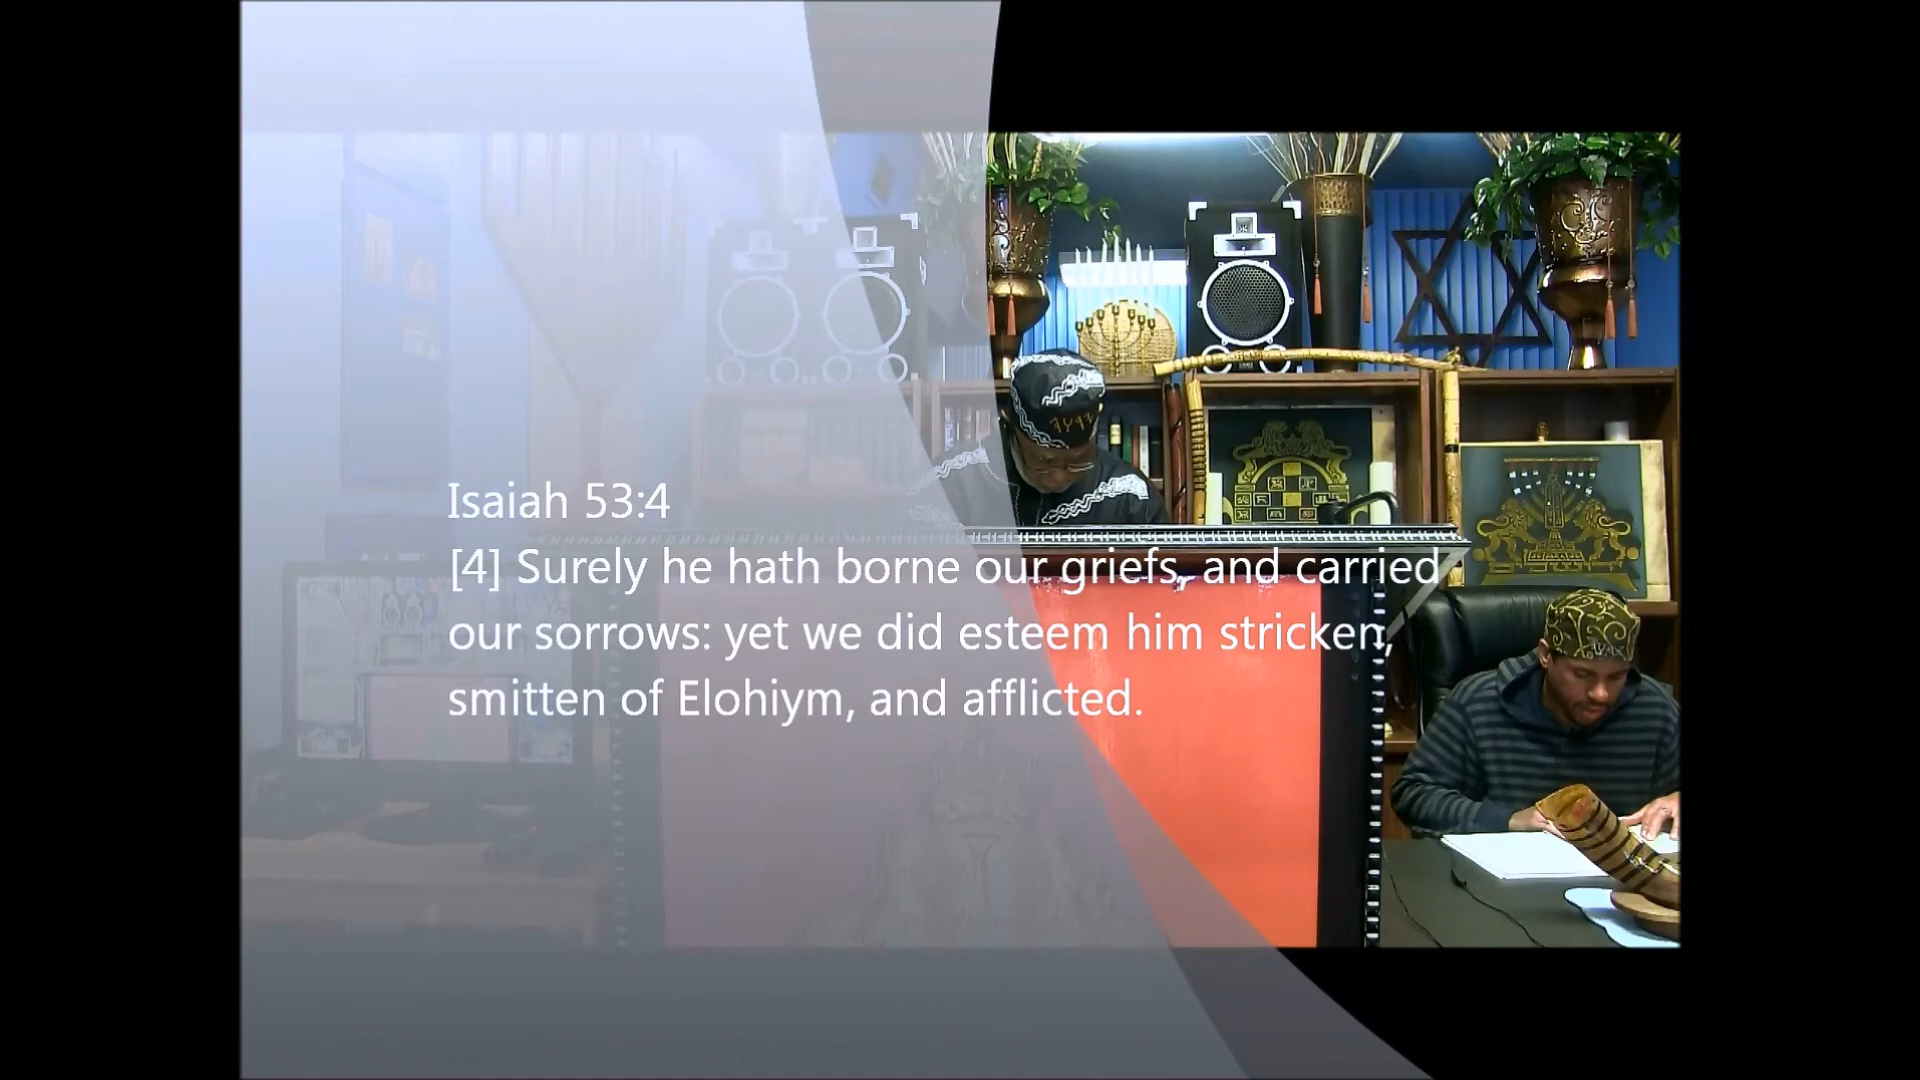 Isaiah 53:4
[4] Surely he hath borne our griefs, and carried
our sorrows: yet we did esteem him stricken,
smitten of Elohiym, and afflicted.